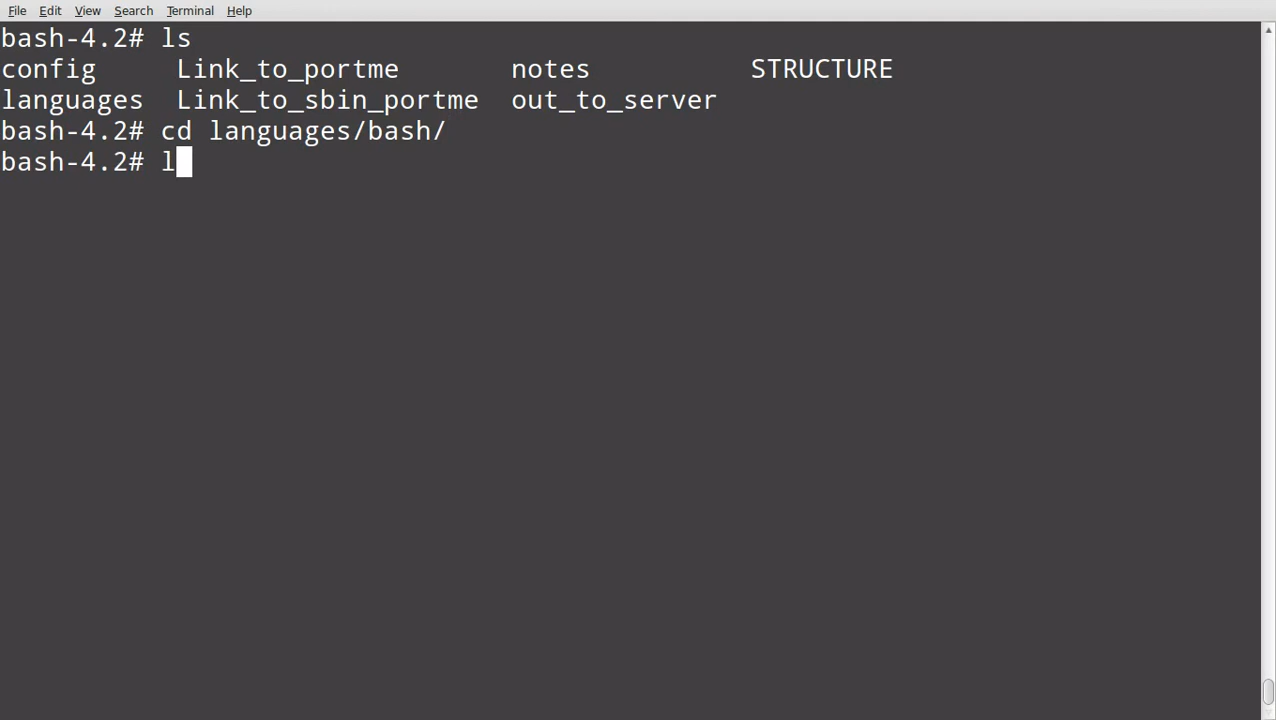 File Edit View Search Terminal Help
bash-4.2# ls
config Link_to_portme notes STRUCTURE
languages Link_to_sbin_portme out_to_server
bash-4.2# cd languages/bash/
bash-4.2# l